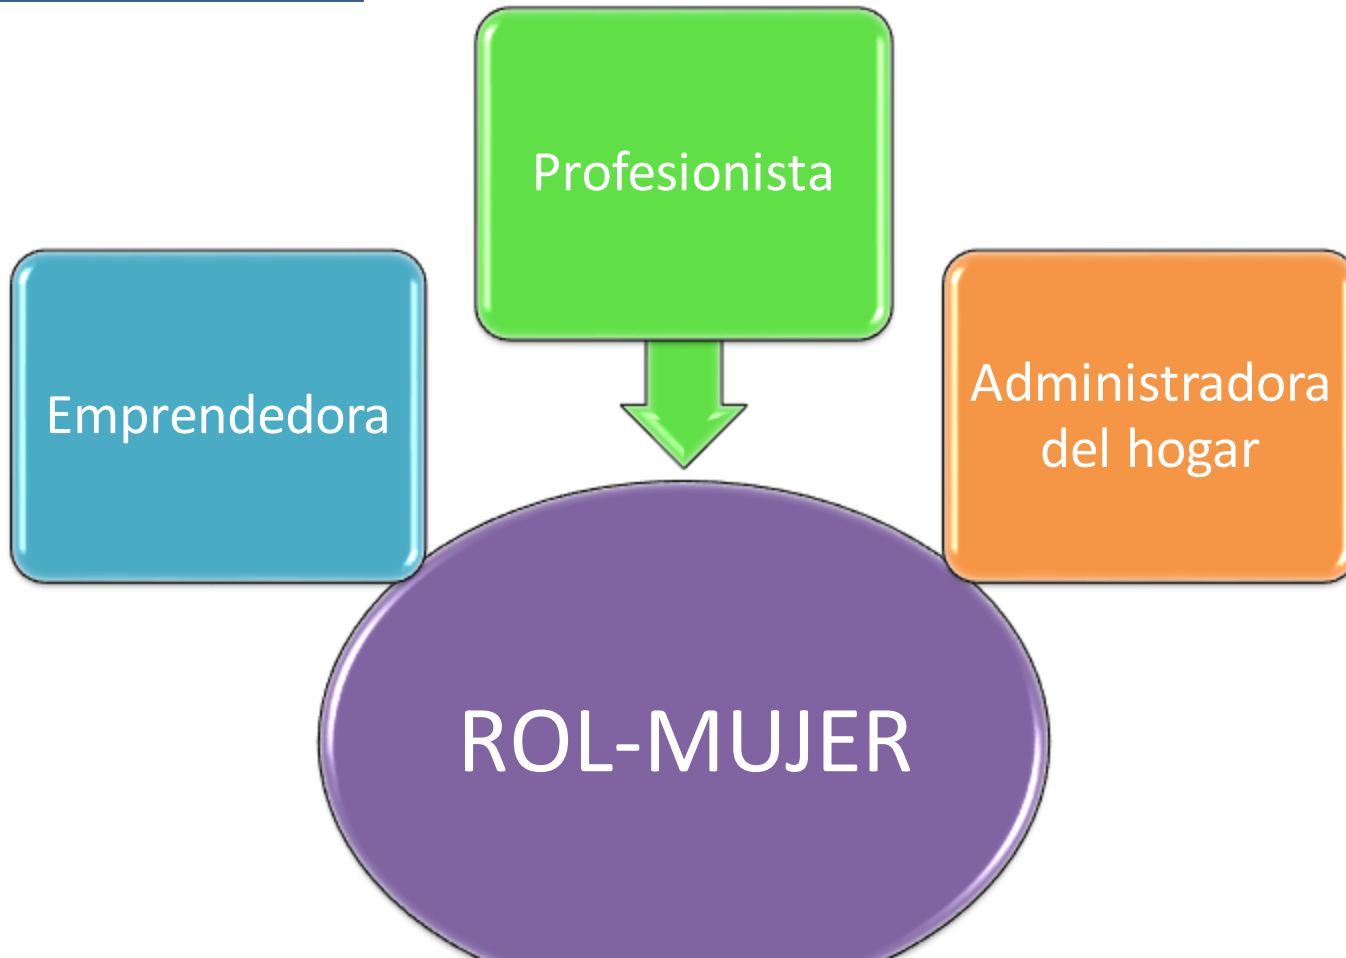 Profesionista
Emprendedora
Administradora
del hogar
ROL-MUJER